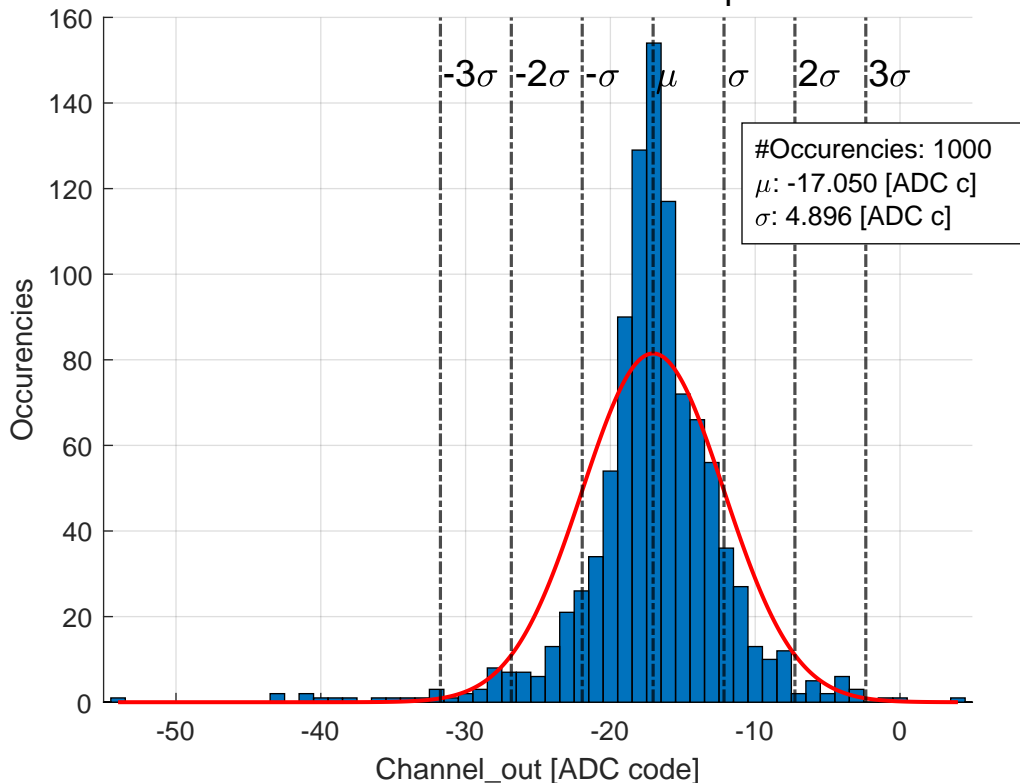 160
140
120
100
80
60
40
20
0
Occurencies
-3σ -2σ -σ μ σ 2σ 3σ
#Occurencies: 1000
μ: -17.050 [ADC c]
σ: 4.896 [ADC c]
-50 -40 -30 -20 -10 0
Channel_out [ADC code]